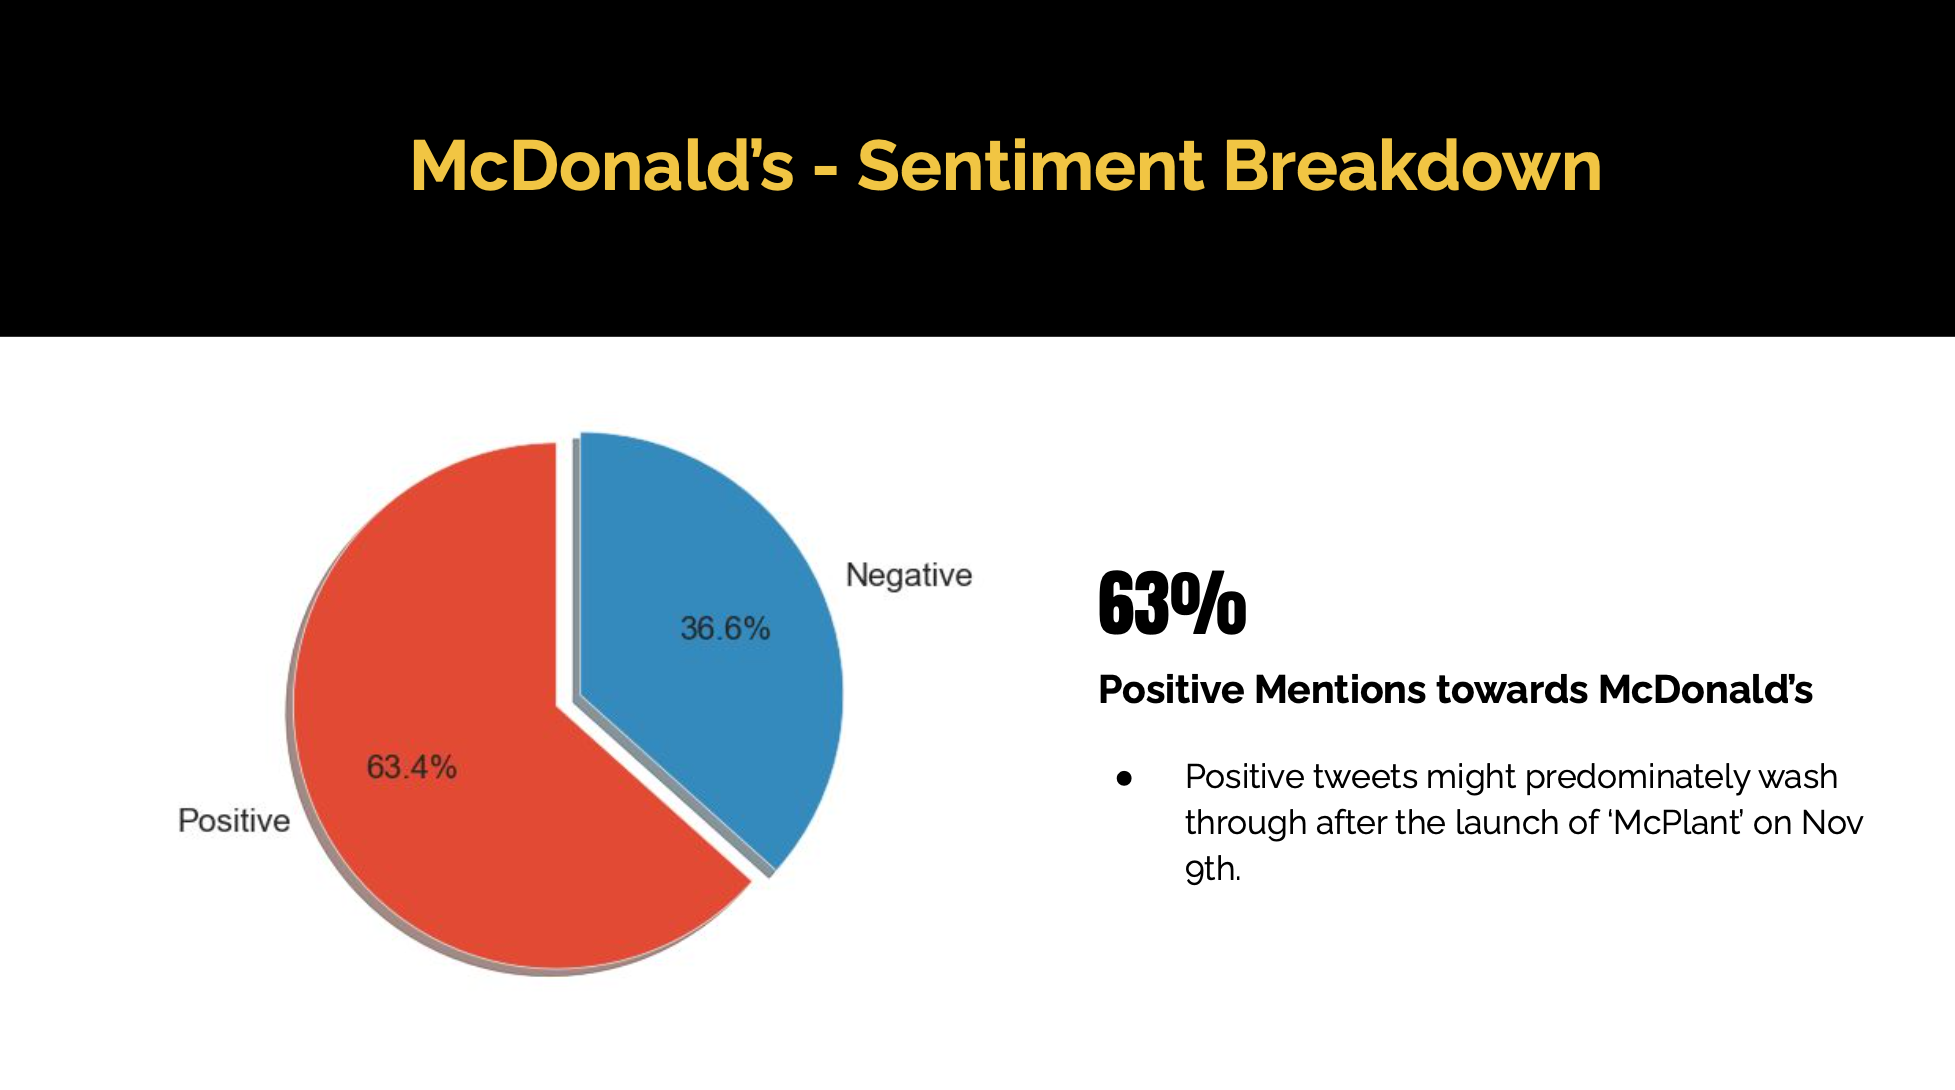 McDonald’s - Sentiment Breakdown
Negative
36.6%
63.4%
Positive
63%
Positive Mentions towards McDonald’s
● Positive tweets might predominately wash
through after the launch of ‘McPlant’ on Nov
9th.